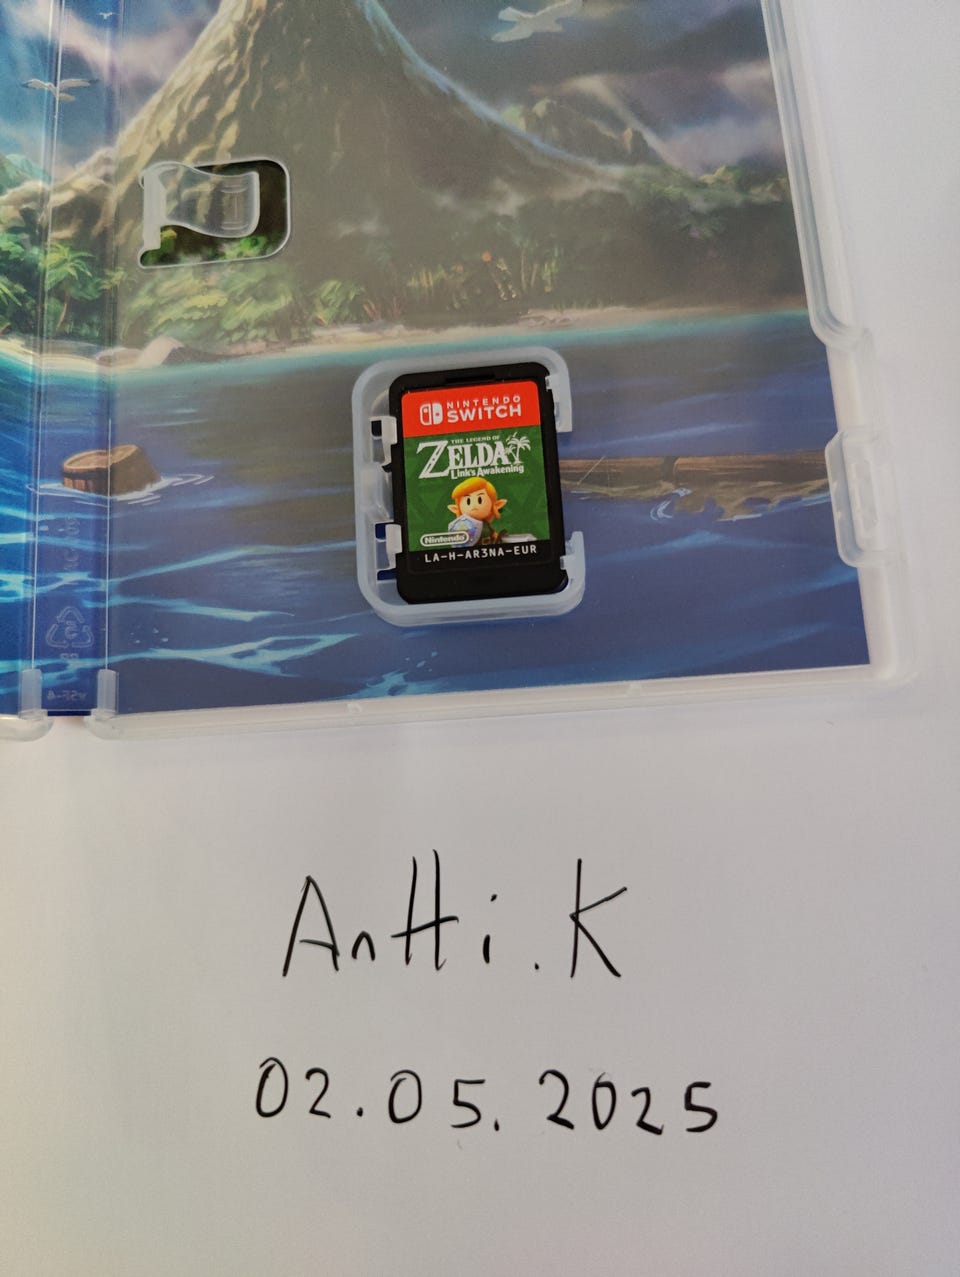 NINTENDO
SWITCH
THE LEGEND OF
ZELDA
Link's Awakening
Nintendo
LA-H-AR3NA-EUR
Antti.K
02.05.2025